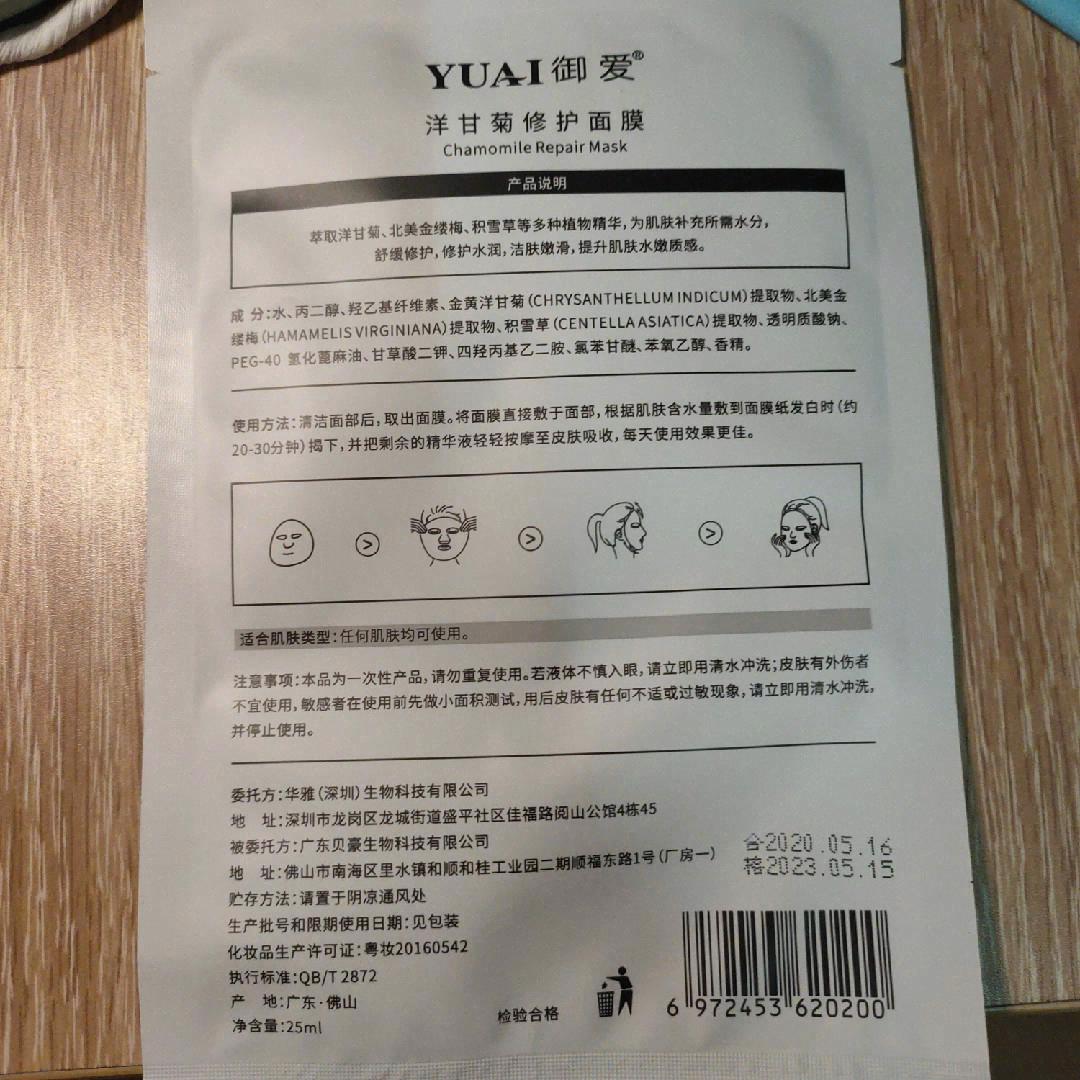 YUAI御爱®
洋甘菊修护面膜
Chamomile Repair Mask
产品说明
萃取洋甘菊、北美金缕梅、积雪草等多种植物精华,为肌肤补充所需水分,
舒缓修护,修护水润,洁肤嫩滑,提升肌肤水嫩质感。
成 分:水、丙二醇、羟乙基纤维素、金黄洋甘菊(CHRYSANTHELLUM INDICUM)提取物、北美金
缕梅(HAMAMELIS VIRGINIANA)提取物、积雪草(CENTELLA ASIATICA)提取物、透明质酸钠、
PEG-40 氢化蓖麻油、甘草酸二钾、四羟丙基乙二胺、氯苯甘醚、苯氧乙醇、香精。
使用方法:清洁面部后,取出面膜。将面膜直接敷于面部,根据肌肤含水量敷到面膜纸发白时(约
20-30分钟)揭下,并把剩余的精华液轻轻按摩至皮肤吸收,每天使用效果更佳。
适合肌肤类型:任何肌肤均可使用。
注意事项:本品为一次性产品,请勿重复使用。若液体不慎入眼,请立即用清水冲洗;皮肤有外伤者
不宜使用,敏感者在使用前先做小面积测试,用后皮肤有任何不适或过敏现象,请立即用清水冲洗,
并停止使用。
委托方:华雅(深圳)生物科技有限公司
地 址:深圳市龙岗区龙城街道盛平社区佳福路阅山公馆4栋45
被委托方:广东贝豪生物科技有限公司
地 址:佛山市南海区里水镇和顺和桂工业园二期顺福东路1号(厂房一)
贮存方法:请置于阴凉通风处
生产批号和限期使用日期:见包装
化妆品生产许可证:粤妆20160542
执行标准:QB/T 2872
产 地:广东·佛山
净含量:25ml
检验合格
合2020.05.16
格2023.05.15
6 972453 620200